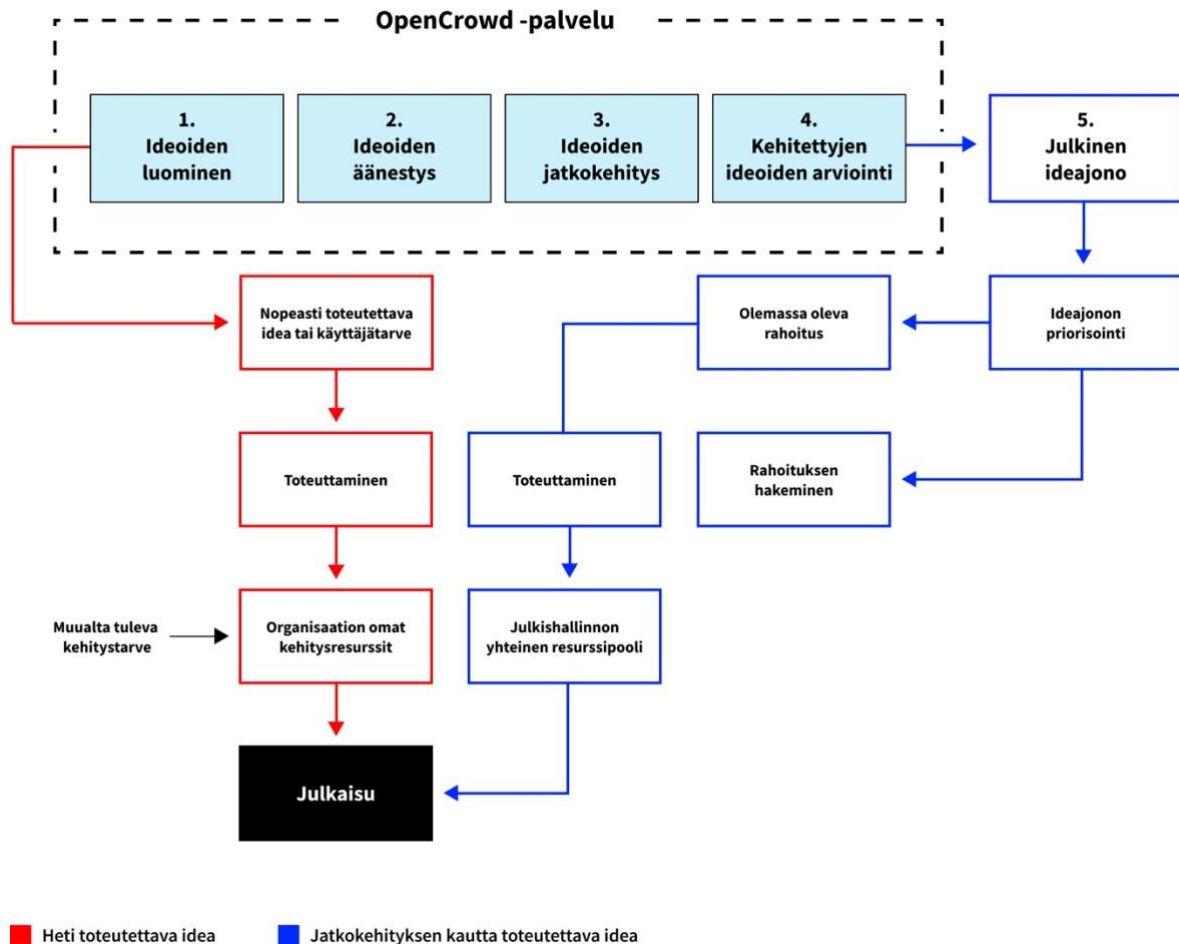 OpenCrowd -palvelu
1.
Ideoiden
luominen
2.
Ideoiden
äänestys
3.
Ideoiden
jatkokehitys
4.
Kehitettyjen
ideoiden arviointi
5.
Julkinen
ideajono
Nopeasti toteutettava
idea tai käyttäjätarve
Olemassa oleva
rahoitus
Ideajonon
priorisointi
Toteuttaminen
Toteuttaminen
Rahoituksen
hakeminen
Muualta tuleva
kehitystarve
Organisaation omat
kehitysresurssit
Julkishallinnon
yhteinen resurssipooli
Julkaisu
Heti toteutettava idea
Jatkokehityksen kautta toteutettava idea